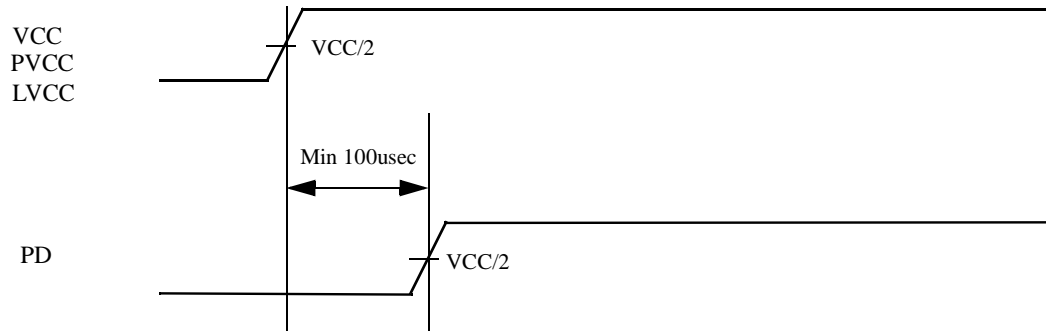 VCC
PVCC
LVCC
VCC/2
Min 100usec
PD
VCC/2